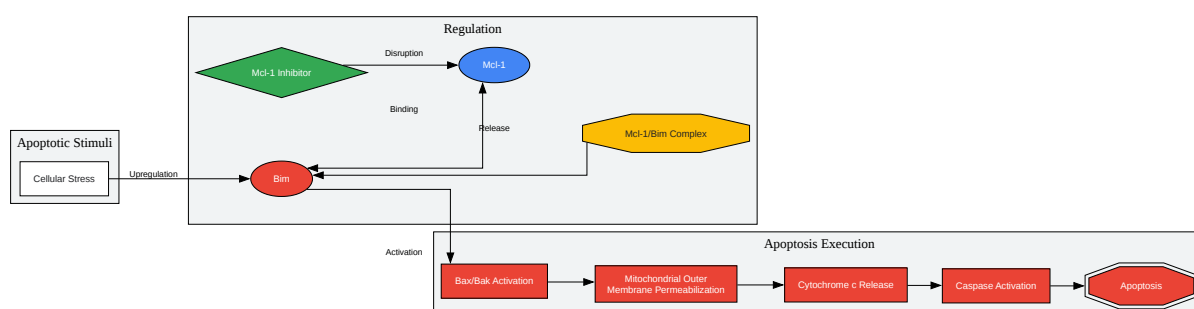 Regulation
Mcl-1 Inhibitor
Disruption
Mcl-1
Binding
Release
Mcl-1/Bim Complex
Apoptotic Stimuli
Cellular Stress
Upregulation
Bim
Activation
Apoptosis Execution
Bax/Bak Activation
Mitochondrial Outer
Membrane Permeabilization
Cytochrome c Release
Caspase Activation
Apoptosis